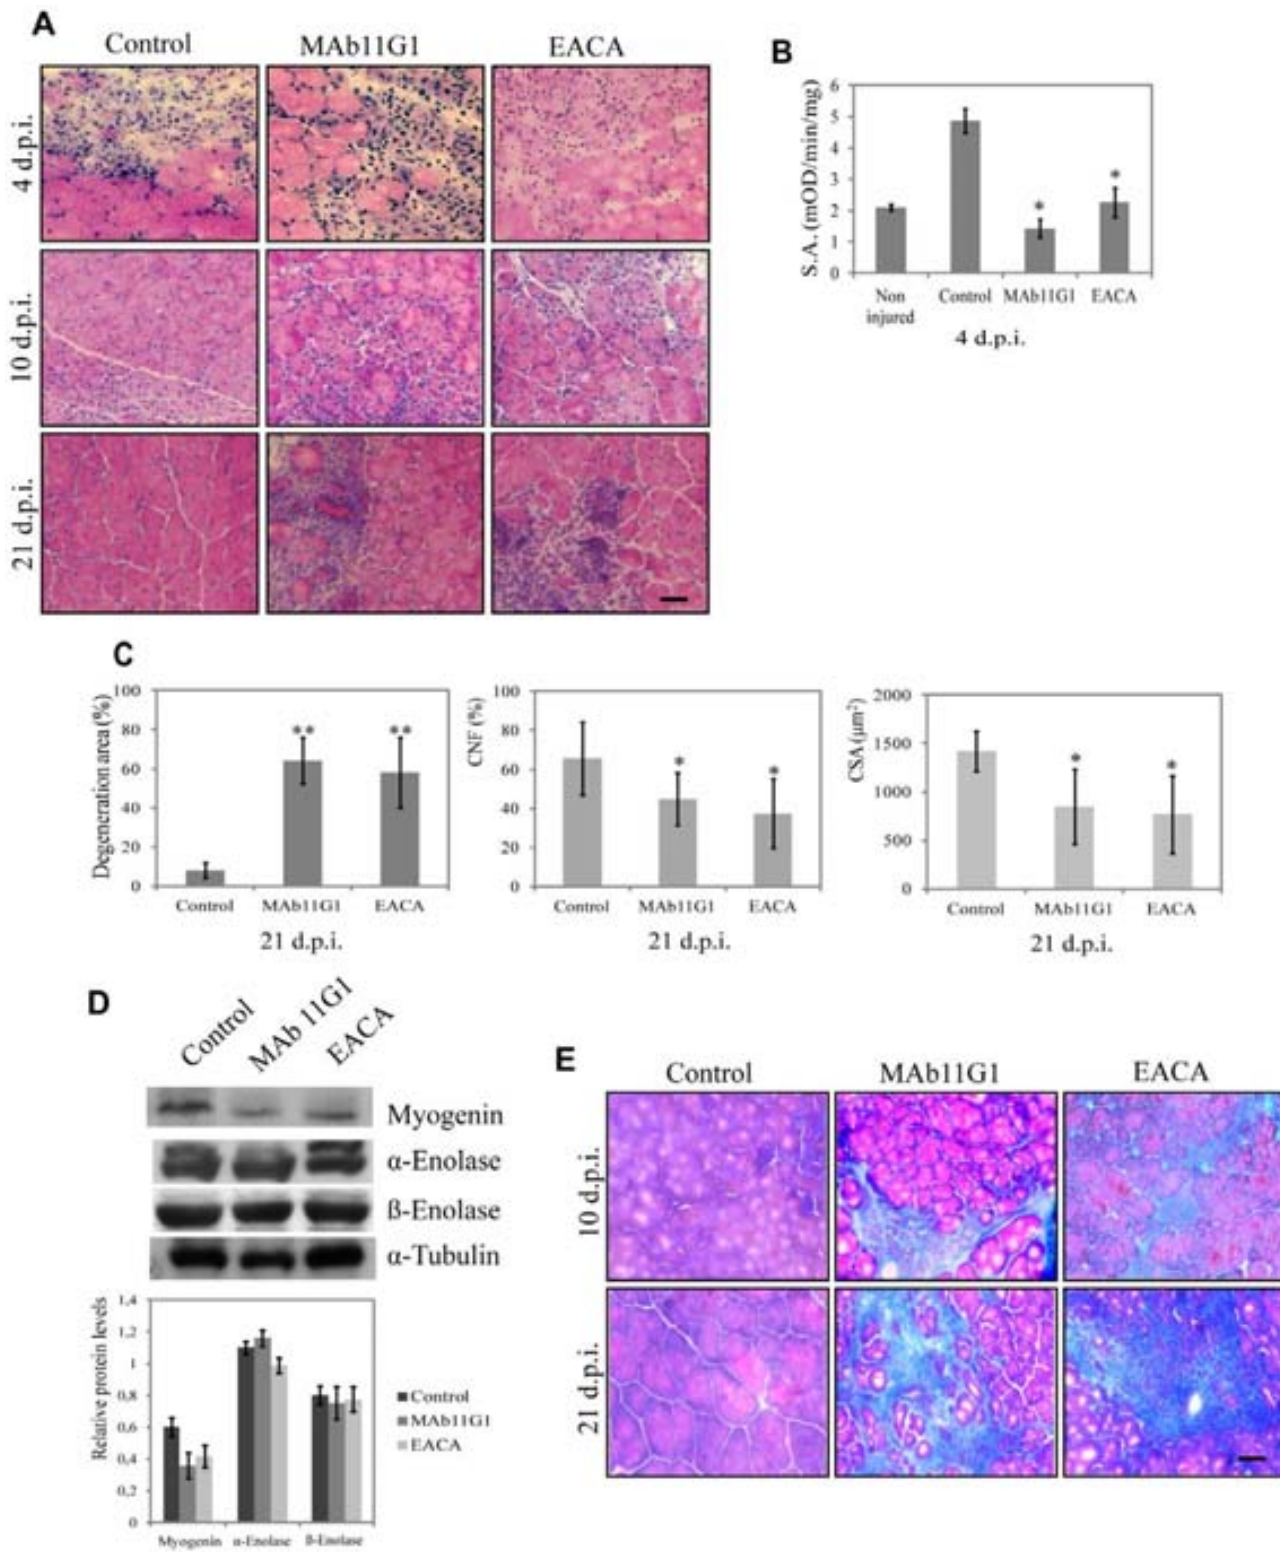 A
Control
MAb11G1
EACA
4 d.p.i.
10 d.p.i.
21 d.p.i.
B
S.A. (mOD/min/mg)
6
5
4
3
2
1
0
*
*
Non injured
Control
MAb11G1
EACA
4 d.p.i.
C
Degeneration area (%)
100
80
60
40
20
0
**
**
Control
MAb11G1
EACA
21 d.p.i.
CNF (%)
100
80
60
40
20
0
*
*
Control
MAb11G1
EACA
21 d.p.i.
CSA (µm²)
2000
1500
1000
500
0
*
*
Control
MAb11G1
EACA
21 d.p.i.
D
Control
MAb 11G1
EACA
Myogenin
α-Enolase
ß-Enolase
α-Tubulin
Relative protein levels
1,4
1,2
1
0,8
0,6
0,4
0,2
0
Control
MAb11G1
EACA
Myogenin
α-Enolase
ß-Enolase
E
Control
MAb11G1
EACA
10 d.p.i.
21 d.p.i.